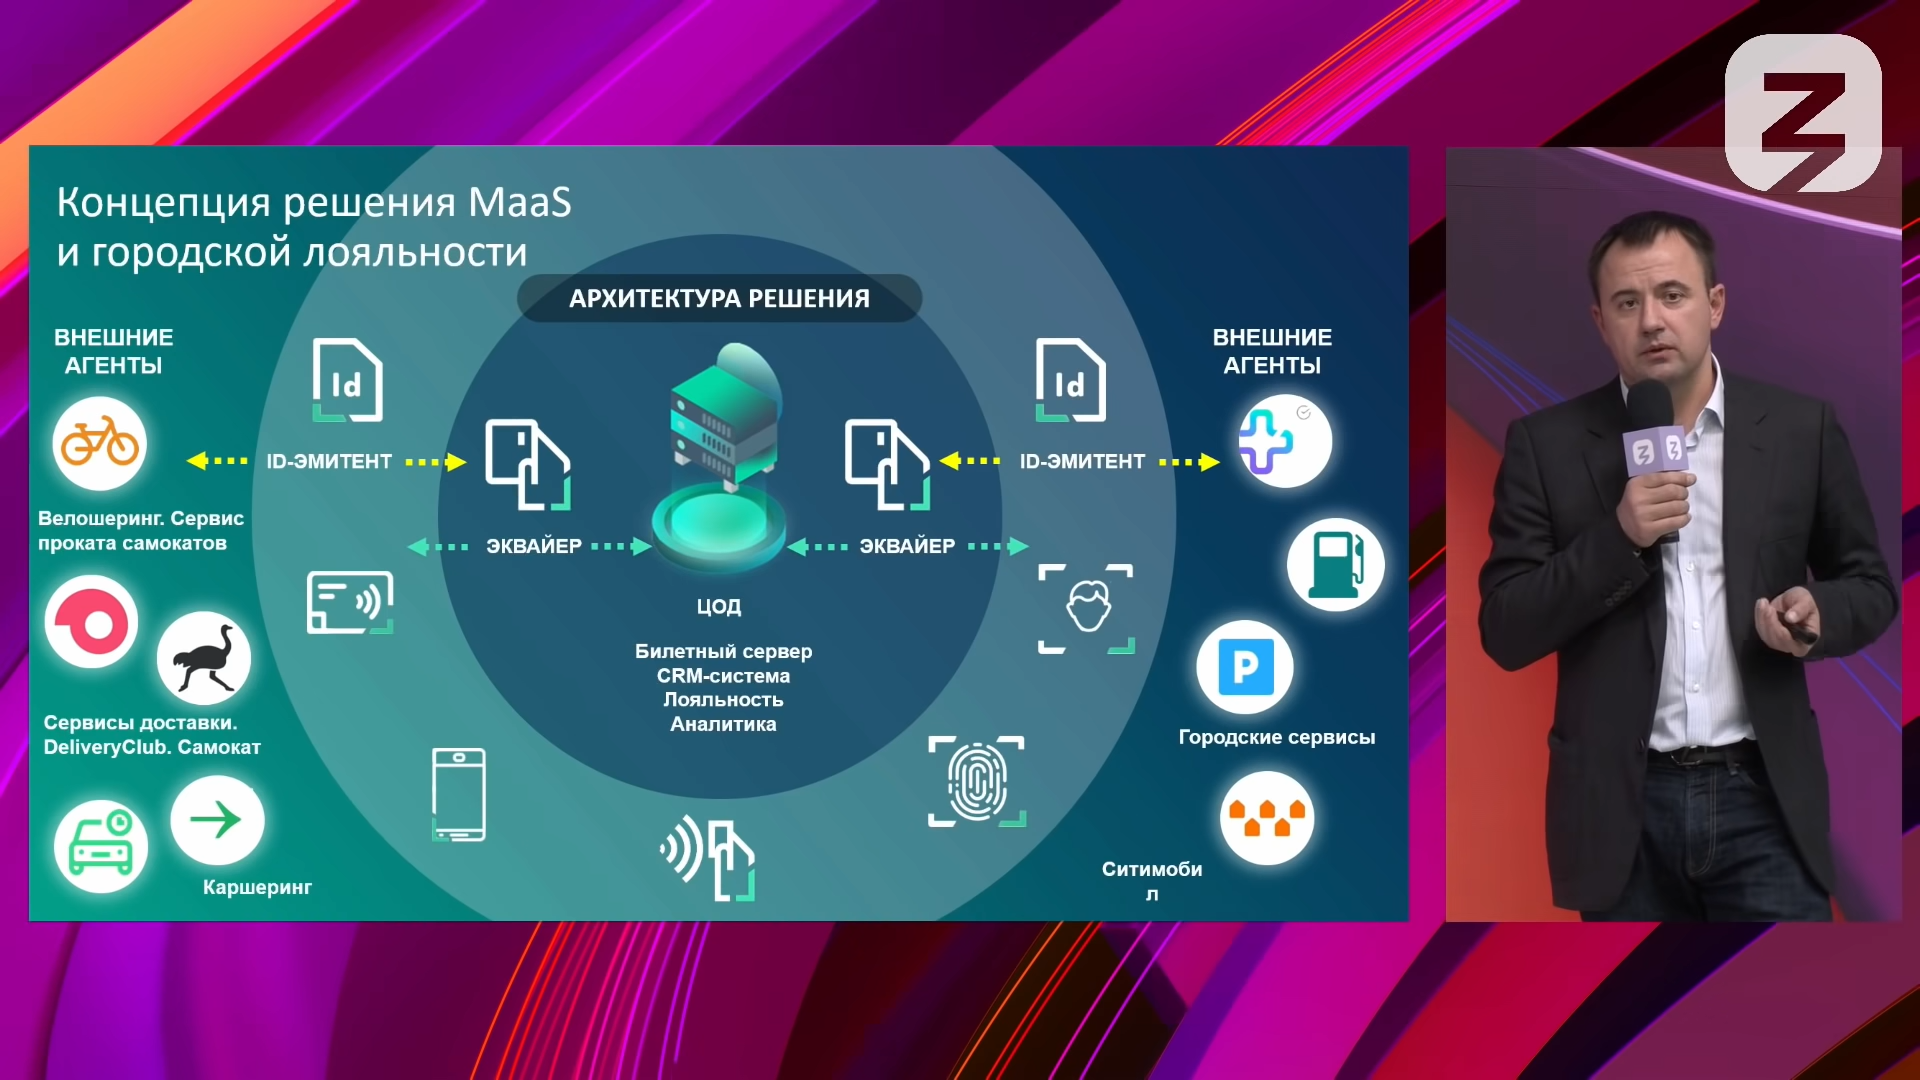 Концепция решения MaaS
и городской лояльности
АРХИТЕКТУРА РЕШЕНИЯ
ВНЕШНИЕ
АГЕНТЫ
Id
ID-ЭМИТЕНТ
ЭКВАЙЕР
Велошеринг. Сервис
проката самокатов
Сервисы доставки.
DeliveryClub. Самокат
Каршеринг
ЦОД
Билетный сервер
CRM-система
Лояльность
Аналитика
Id
ID-ЭМИТЕНТ
ЭКВАЙЕР
ВНЕШНИЕ
АГЕНТЫ
P
Городские сервисы
Ситимоби
л